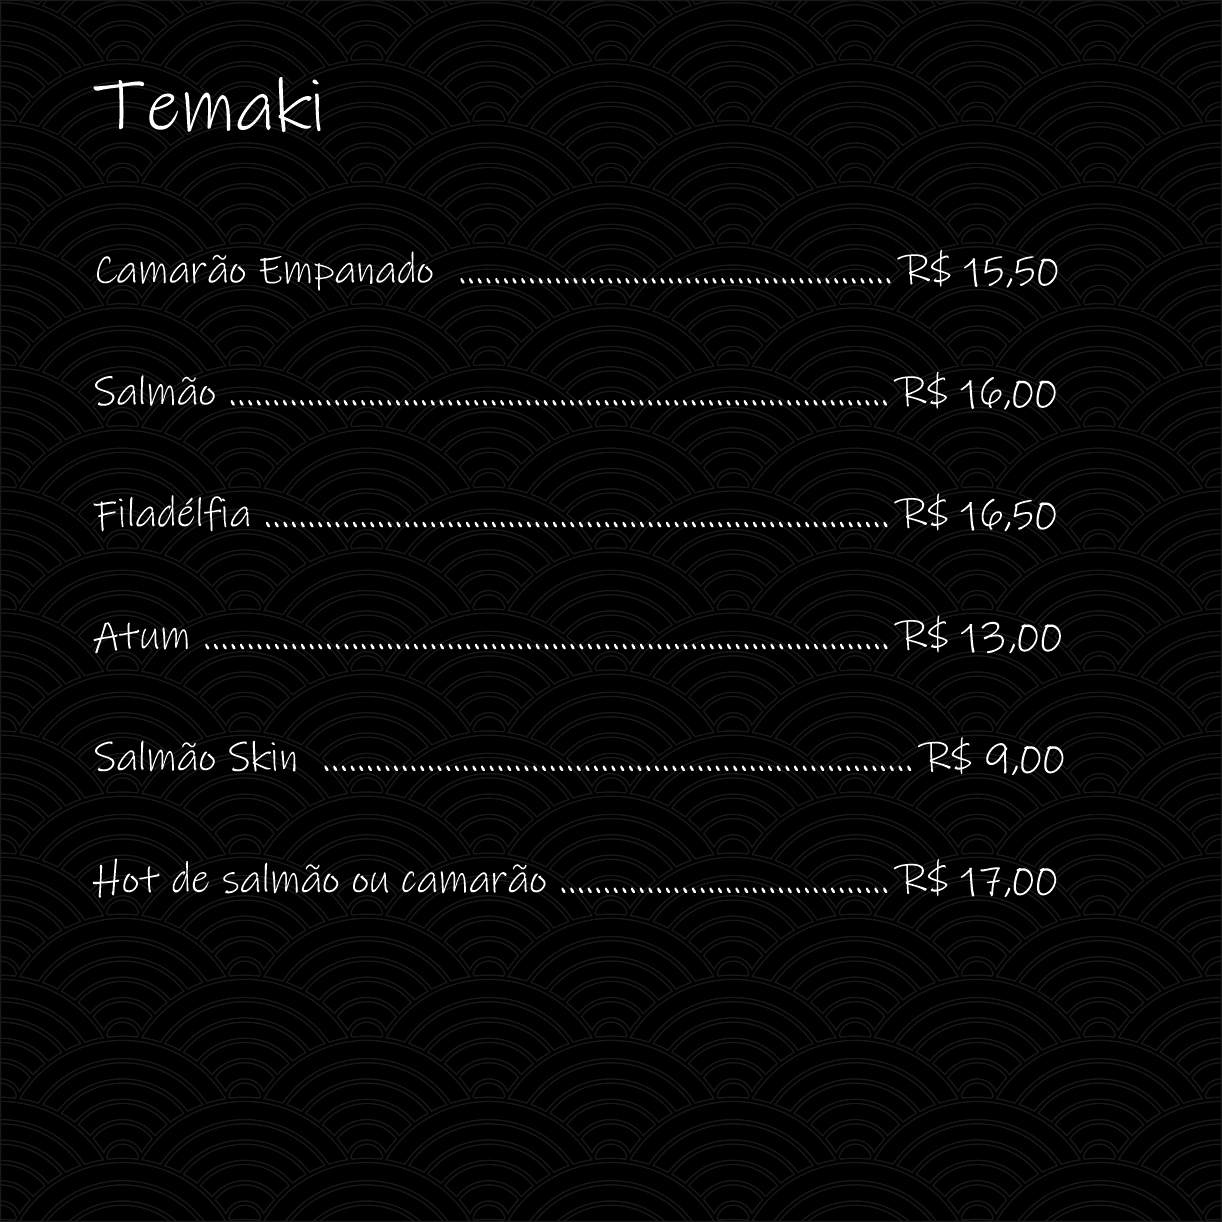 Temaki
Camarão Empanado .................................................. R$ 15,50
Salmão ............................................................................ R$ 16,00
Filadélfia ........................................................................ R$ 16,50
Atum ............................................................................... R$ 13,00
Salmão Skin .................................................................... R$ 9,00
Hot de salmão ou camarão ...................................... R$ 17,00